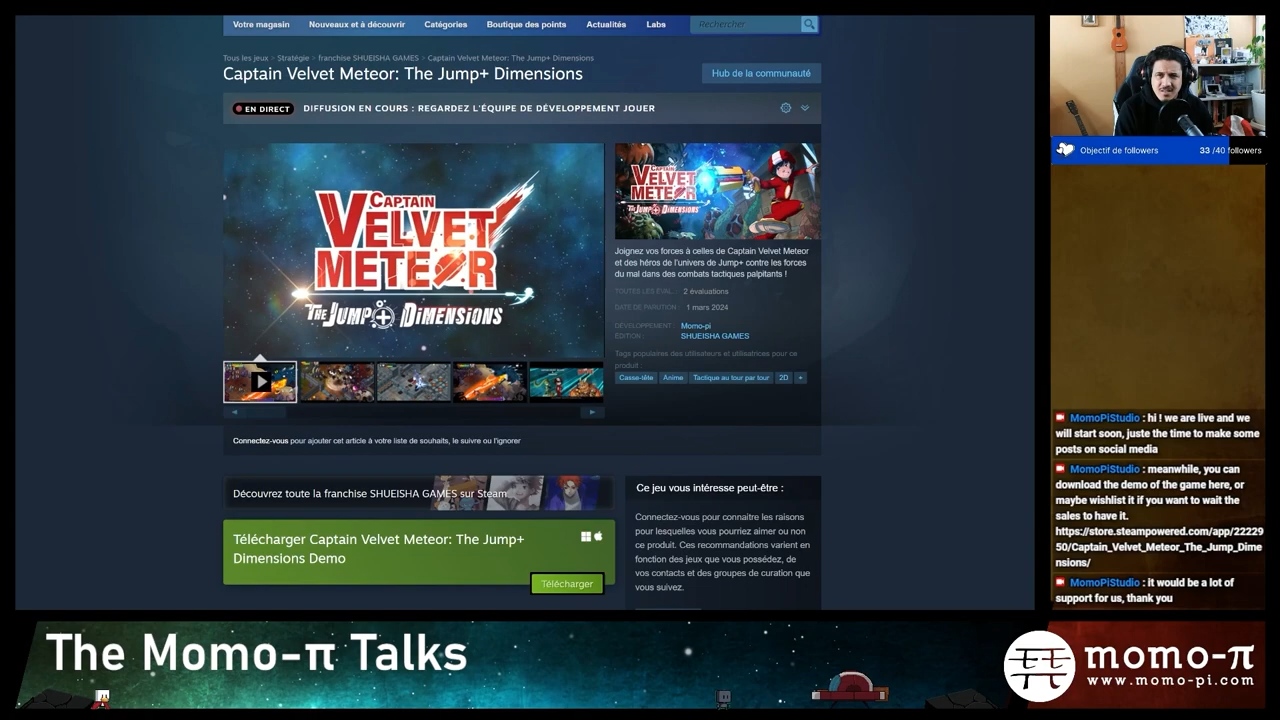 Votre magasin Nouveaux et à découvrir Catégories Boutique des points Actualités Labs Rechercher
Tous les jeux > Stratégie > franchise SHUEISHA GAMES > Captain Velvet Meteor: The Jump+ Dimensions
Captain Velvet Meteor: The Jump+ Dimensions
Hub de la communauté
EN DIRECT DIFFUSION EN COURS : REGARDEZ L'ÉQUIPE DE DÉVELOPPEMENT JOUER
CAPTAIN
VELVET
METEOR
THE JUMP+ DIMENSIONS
CAPTAIN
VELVET
METEOR
THE JUMP+ DIMENSIONS
Joignez vos forces à celles de Captain Velvet Meteor
et des héros de l'univers de Jump+ contre les forces
du mal dans des combats tactiques palpitants !
TOUTES LES ÉVAL. : 2 évaluations
DATE DE PARUTION : 1 mars 2024
DÉVELOPPEMENT : Momo-pi
ÉDITION : SHUEISHA GAMES
Tags populaires des utilisateurs et utilisatrices pour ce
produit :
Casse-tête Anime Tactique au tour par tour 2D +
Connectez-vous pour ajouter cet article à votre liste de souhaits, le suivre ou l'ignorer
Découvrez toute la franchise SHUEISHA GAMES sur Steam
Télécharger Captain Velvet Meteor: The Jump+
Dimensions Demo
Télécharger
Ce jeu vous intéresse peut-être :
Connectez-vous pour connaitre les raisons
pour lesquelles vous pourriez aimer ou non
ce produit. Ces recommandations varient en
fonction des jeux que vous possédez, de
vos contacts et des groupes de curation que
vous suivez.
Objectif de followers 33 /40 followers
MomoPiStudio : hi ! we are live and we
will start soon, juste the time to make some
posts on social media
MomoPiStudio : meanwhile, you can
download the demo of the game here, or
maybe wishlist it if you want to wait the
sales to have it.
https://store.steampowered.com/app/22229
50/Captain_Velvet_Meteor_The_Jump_Dime
nsions/
MomoPiStudio : it would be a lot of
support for us, thank you
The Momo-π Talks
momo-π
www.momo-pi.com